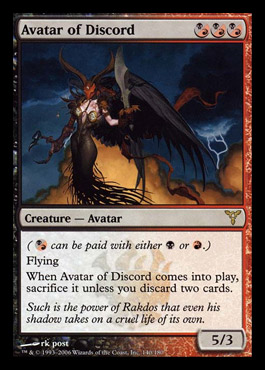 Avatar of Discord
Creature — Avatar
( can be paid with either or .)
Flying
When Avatar of Discord comes into play,
sacrifice it unless you discard two cards.
Such is the power of Rakdos that even his
shadow takes on a cruel life of its own.
5/3
rk post
™ & © 1993–2006 Wizards of the Coast, Inc. 140/180